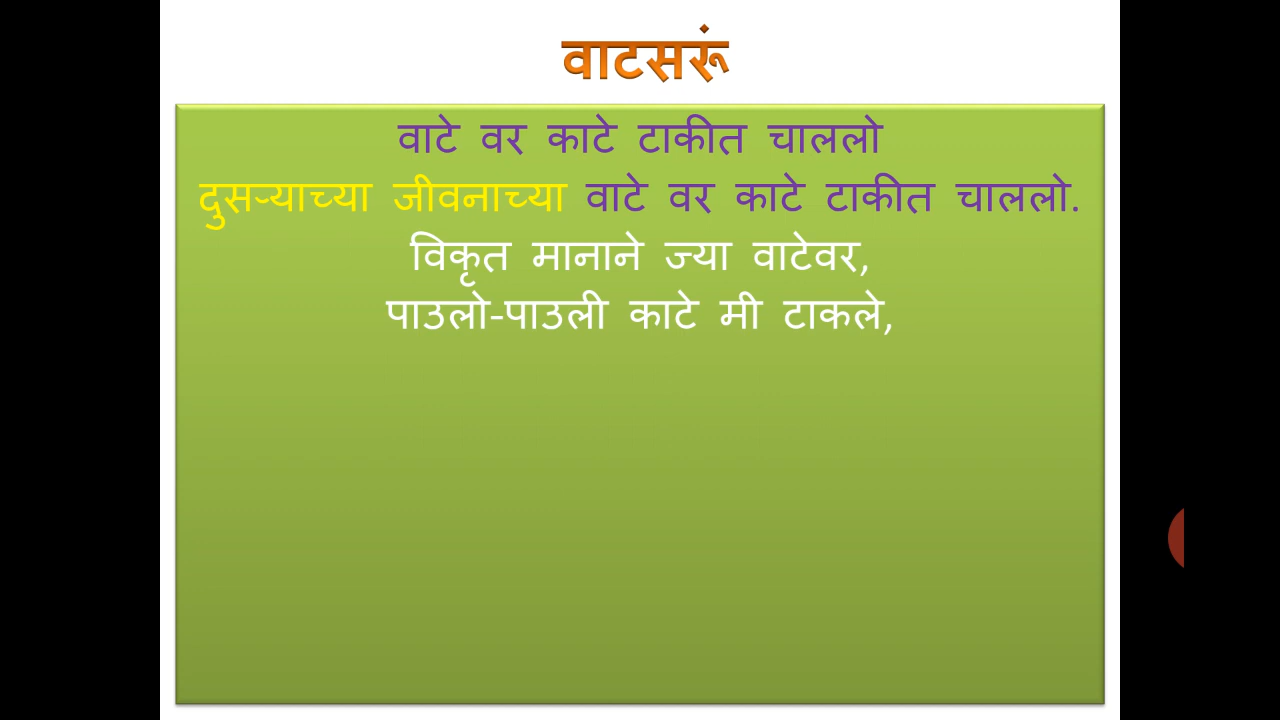 वाटसरूं
वाटे वर काटे टाकीत चाललो
दुसऱ्याच्या जीवनाच्या वाटे वर काटे टाकीत चाललो.
विकृत मानाने ज्या वाटेवर,
पाउलो-पाउली काटे मी टाकले,